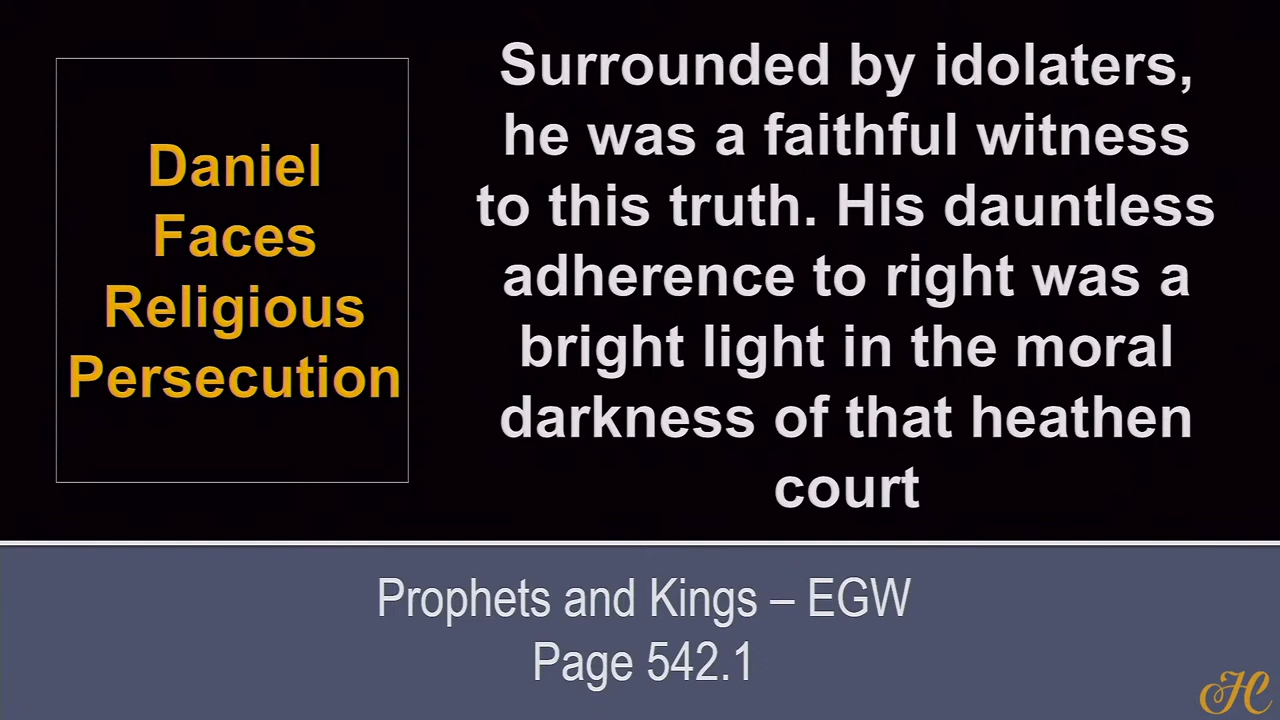 Daniel
Faces
Religious
Persecution
Surrounded by idolaters,
he was a faithful witness
to this truth. His dauntless
adherence to right was a
bright light in the moral
darkness of that heathen
court
Prophets and Kings – EGW
Page 542.1
HC